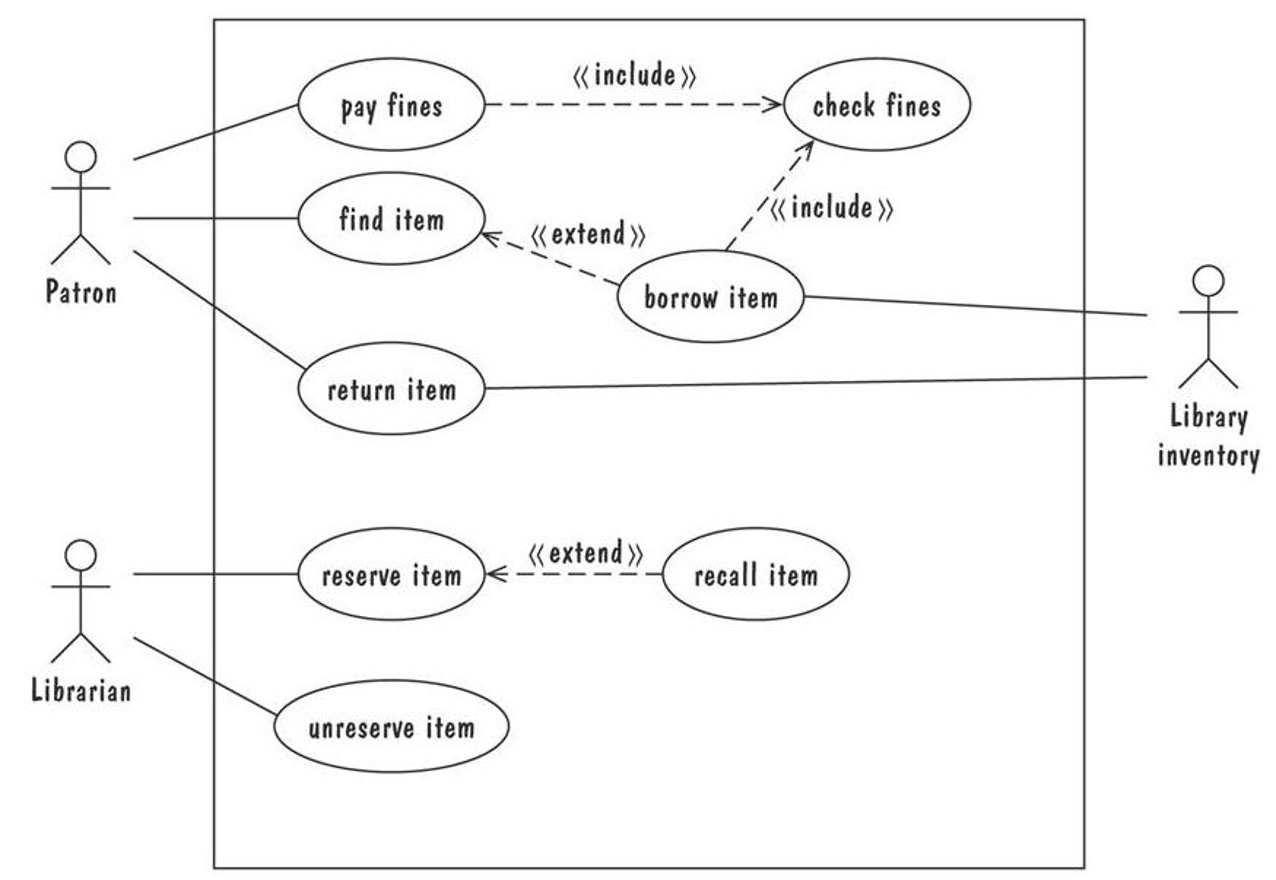 《include》
pay fines
check fines
find item
《extend》
《include》
Patron
borrow item
return item
Library
inventory
reserve item
《extend》
recall item
Librarian
unreserve item